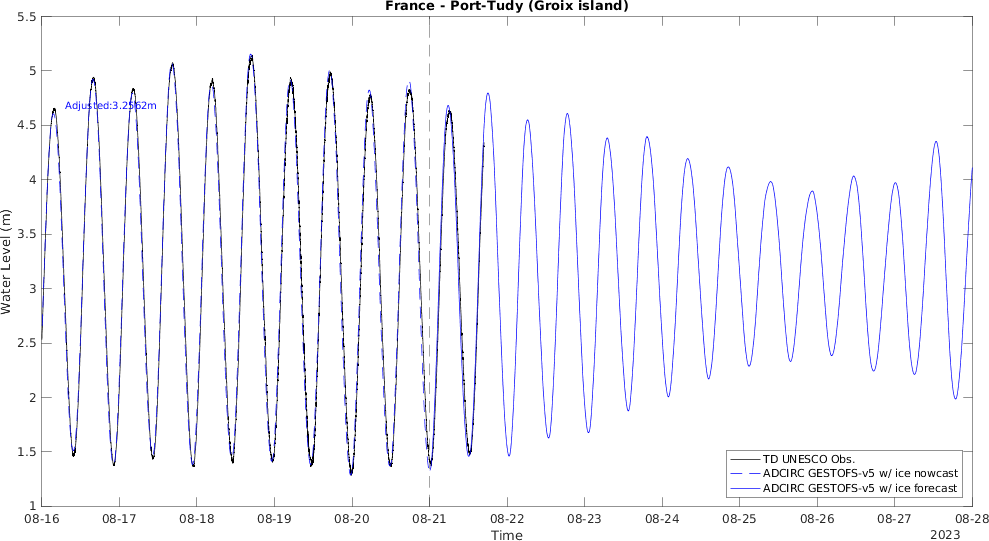 France - Port-Tudy (Groix island)
5.5
5
4.5
4
3.5
3
2.5
2
1.5
1
Water Level (m)
Adjusted:3.2562m
TD UNESCO Obs.
ADCIRC GESTOFS-v5 w/ ice nowcast
ADCIRC GESTOFS-v5 w/ ice forecast
08-16 08-17 08-18 08-19 08-20 08-21 08-22 08-23 08-24 08-25 08-26 08-27 08-28
Time
2023